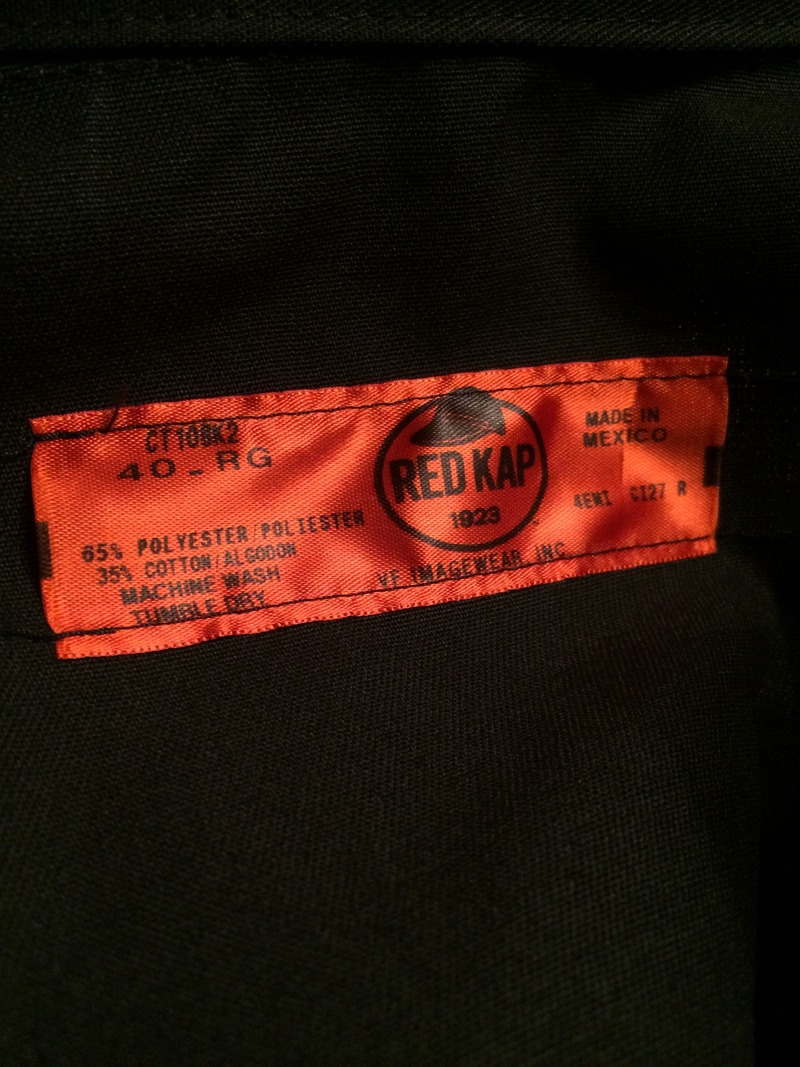 CT10BK2
40-RG
65% POLYESTER/POLIESTER
35% COTTON/ALGODON
MACHINE WASH
TUMBLE DRY
RED KAP
1923
VF IMAGEWEAR, INC
MADE IN
MEXICO
R